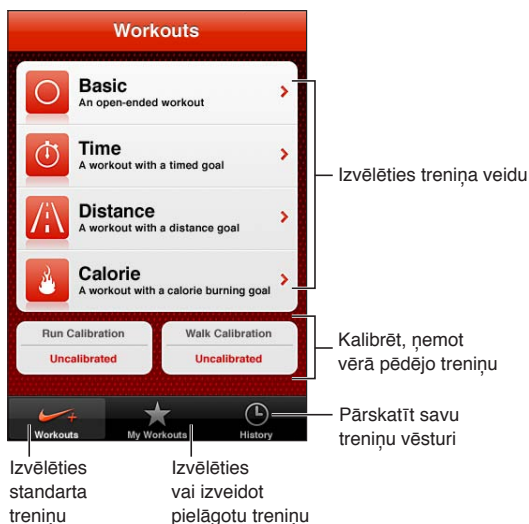 Workouts
Basic
An open-ended workout
Time
A workout with a timed goal
Distance
A workout with a distance goal
Calorie
A workout with a calorie burning goal
Run Calibration
Uncalibrated
Walk Calibration
Uncalibrated
Workouts
My Workouts
History
Izvēlēties treniņa veidu
Kalibrēt, ņemot
vērā pēdējo treniņu
Pārskatīt savu
treniņu vēsturi
Izvēlēties
standarta
treniņu
Izvēlēties
vai izveidot
pielāgotu treniņu